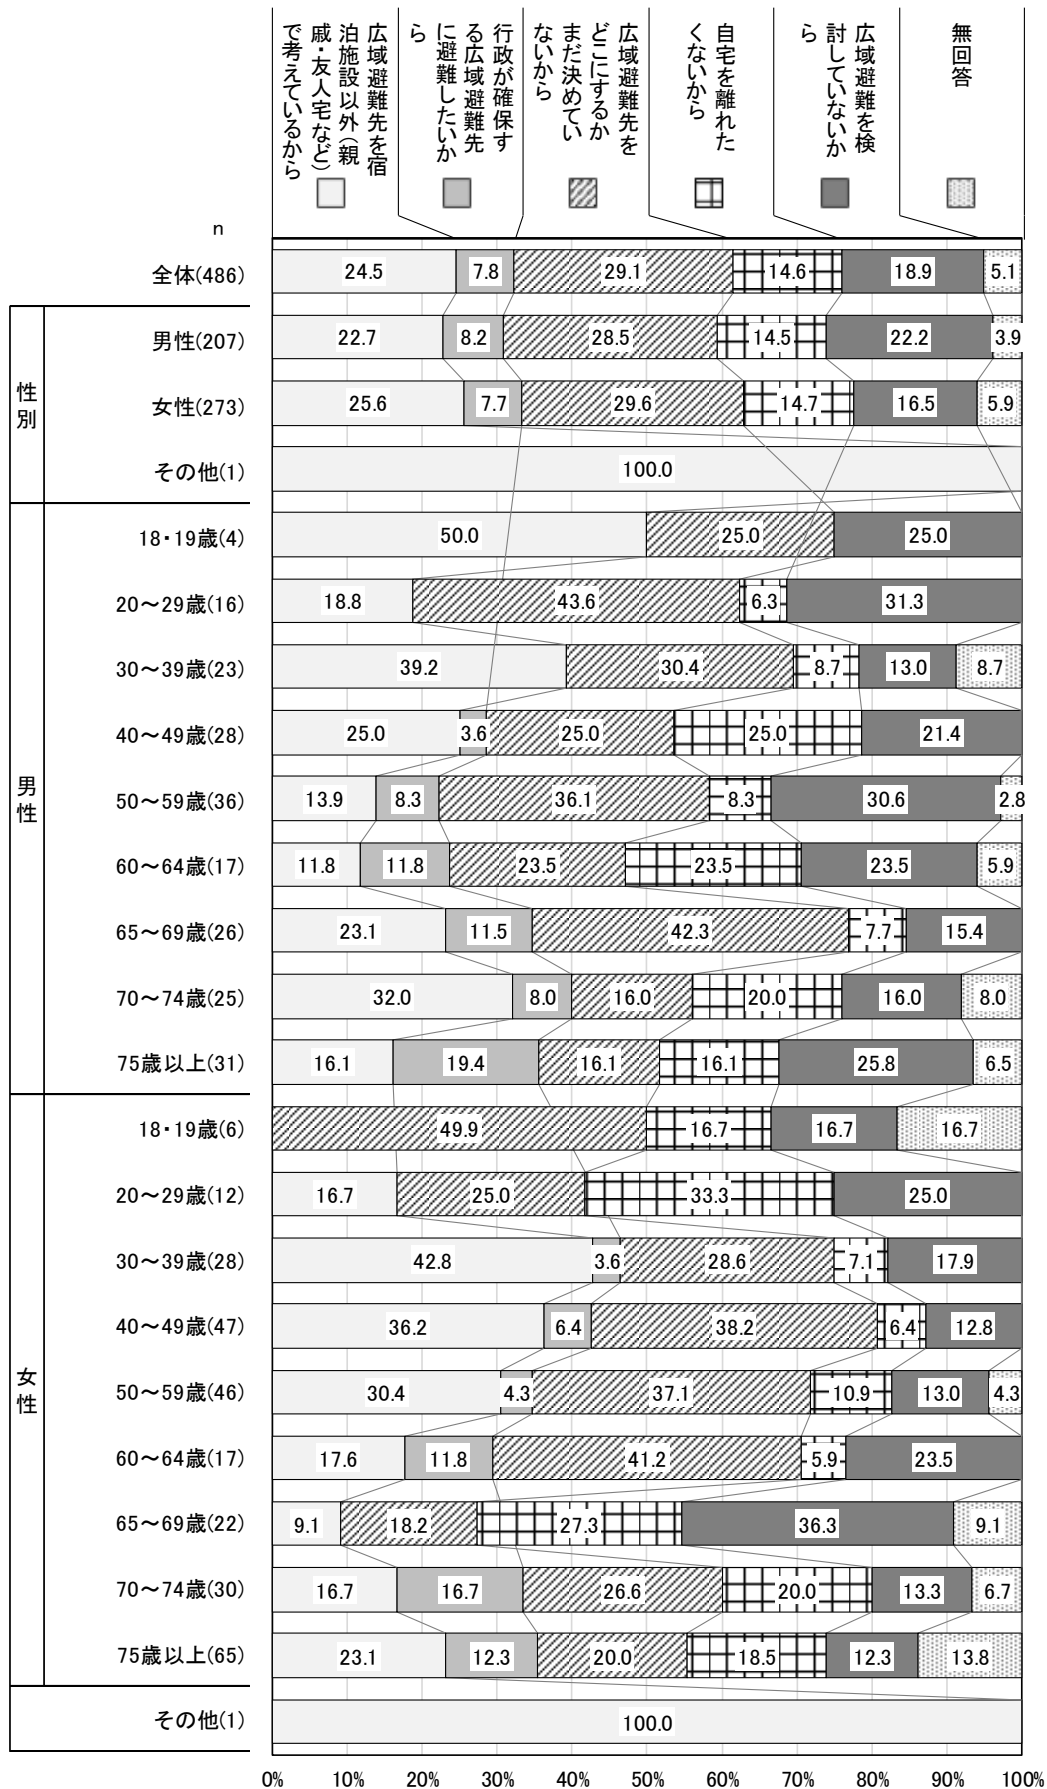 広域避難先を宿
泊施設以外（親
戚・友人宅など）
で考えているから
行政が確保す
る広域避難先
に避難したいか
ら
広域避難先を
どこにするか
まだ決めてい
ないから
自宅を離れた
くないから
広域避難を検
討していないか
ら
無回答
n
全体(486)
24.5 7.8 29.1 14.6 18.9 5.1
性別
男性(207)
22.7 8.2 28.5 14.5 22.2 3.9
女性(273)
25.6 7.7 29.6 14.7 16.5 5.9
その他(1)
100.0
男性
18・19歳(4)
50.0 25.0 25.0
20～29歳(16)
18.8 43.6 6.3 31.3
30～39歳(23)
39.2 30.4 8.7 13.0 8.7
40～49歳(28)
25.0 3.6 25.0 25.0 21.4
50～59歳(36)
13.9 8.3 36.1 8.3 30.6 2.8
60～64歳(17)
11.8 11.8 23.5 23.5 23.5 5.9
65～69歳(26)
23.1 11.5 42.3 7.7 15.4
70～74歳(25)
32.0 8.0 16.0 20.0 16.0 8.0
75歳以上(31)
16.1 19.4 16.1 16.1 25.8 6.5
女性
18・19歳(6)
49.9 16.7 16.7 16.7
20～29歳(12)
16.7 25.0 33.3 25.0
30～39歳(28)
42.8 3.6 28.6 7.1 17.9
40～49歳(47)
36.2 6.4 38.2 6.4 12.8
50～59歳(46)
30.4 4.3 37.1 10.9 13.0 4.3
60～64歳(17)
17.6 11.8 41.2 5.9 23.5
65～69歳(22)
9.1 18.2 27.3 36.3 9.1
70～74歳(30)
16.7 16.7 26.6 20.0 13.3 6.7
75歳以上(65)
23.1 12.3 20.0 18.5 12.3 13.8
その他(1)
100.0
0% 10% 20% 30% 40% 50% 60% 70% 80% 90% 100%